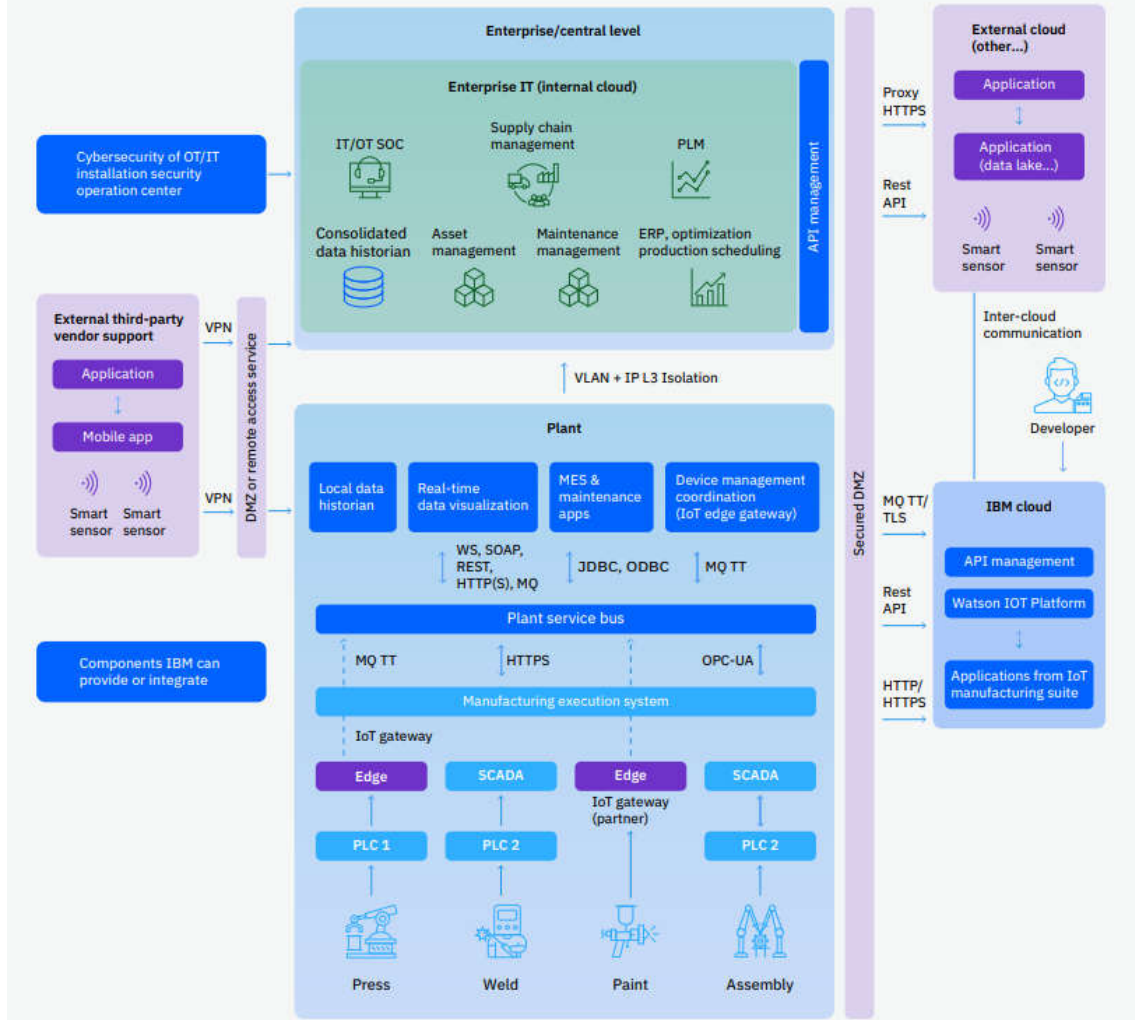 Enterprise/central level
Enterprise IT (internal cloud)
IT/OT SOC
Supply chain
management
PLM
Consolidated
data historian
Asset
management
Maintenance
management
ERP, optimization
production scheduling
API management
Cybersecurity of OT/IT
installation security
operation center
External third-party
vendor support
Application
Mobile app
Smart
sensor
Smart
sensor
VPN
VPN
DMZ or remote access service
Components IBM can
provide or integrate
VLAN + IP L3 Isolation
Plant
Local data
historian
Real-time
data visualization
MES &
maintenance
apps
Device management
coordination
(IoT edge gateway)
WS, SOAP,
REST,
HTTP(S), MQ
JDBC, ODBC
MQ TT
Plant service bus
MQ TT
HTTPS
OPC-UA
Manufacturing execution system
IoT gateway
Edge
SCADA
Edge
SCADA
IoT gateway
(partner)
PLC 1
PLC 2
PLC 2
Press
Weld
Paint
Assembly
Secured DMZ
Proxy
HTTPS
Rest
API
External cloud
(other...)
Application
Application
(data lake...)
Smart
sensor
Smart
sensor
Inter-cloud
communication
Developer
MQ TT/
TLS
Rest
API
HTTP/
HTTPS
IBM cloud
API management
Watson IOT Platform
Applications from IoT
manufacturing suite